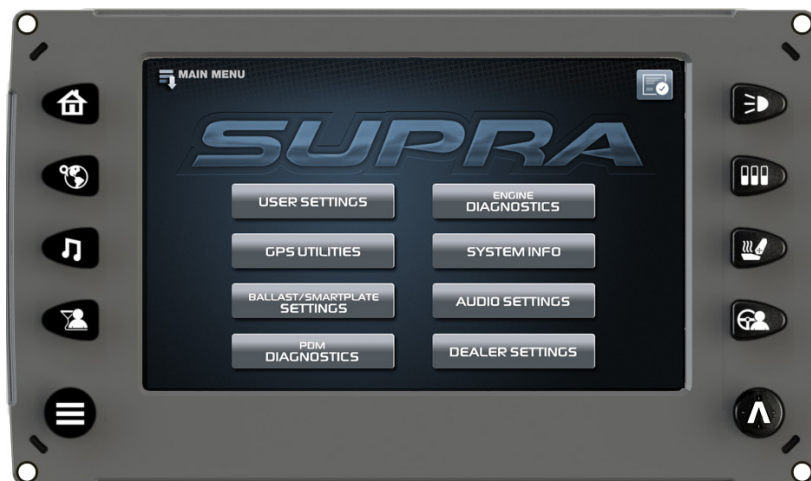 MAIN MENU
SUPRA
USER SETTINGS
ENGINE
DIAGNOSTICS
GPS UTILITIES
SYSTEM INFO
BALLAST/SMARTPLATE
SETTINGS
AUDIO SETTINGS
PDM
DIAGNOSTICS
DEALER SETTINGS